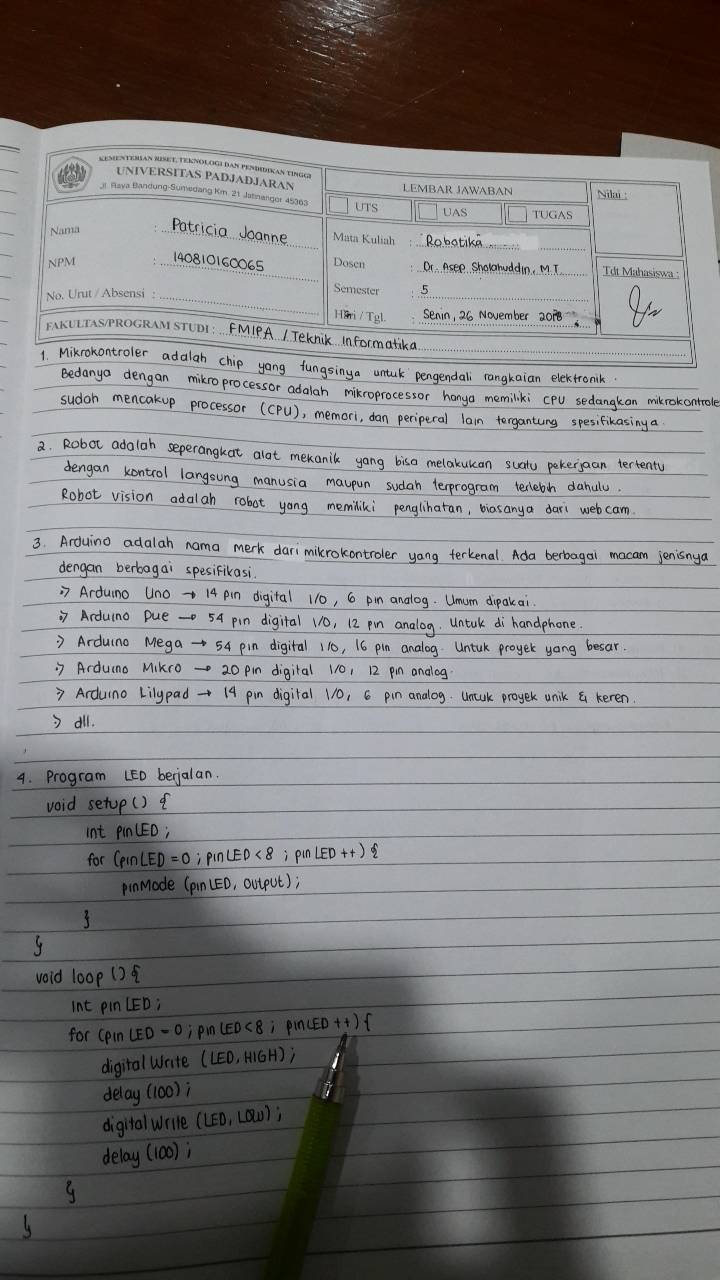 KEMENTERIAN RISET, TEKNOLOGI DAN PENDIDIKAN TINGGI
UNIVERSITAS PADJADJARAN
Jl. Raya Bandung-Sumedang Km. 21 Jatinangor 45363
Nama : Patricia Joanne
NPM : 140810160065
No. Urut / Absensi :
LEMBAR JAWABAN
UTS UAS TUGAS
Mata Kuliah : Robotika
Dosen : Dr. Asep Sholahuddin, M.T.
Semester : 5
Hari / Tgl. : Senin, 26 November 2018
Nilai :
Tdt Mahasiswa :
FAKULTAS/PROGRAM STUDI : FMIPA / Teknik Informatika
1. Mikrokontroler adalah chip yang fungsinya untuk pengendali rangkaian elektronik.
Bedanya dengan mikroprocessor adalah mikroprocessor hanya memiliki CPU sedangkan mikrokontrole
sudah mencakup processor (CPU), memori, dan periperal lain tergantung spesifikasinya.
2. Robot adalah seperangkat alat mekanik yang bisa melakukan suatu pekerjaan tertentu
dengan kontrol langsung manusia maupun sudah terprogram terlebih dahulu.
Robot vision adalah robot yang memiliki penglihatan, biasanya dari webcam.
3. Arduino adalah nama merk dari mikrokontroler yang terkenal. Ada berbagai macam jenisnya
dengan berbagai spesifikasi.
> Arduino Uno → 14 pin digital I/O, 6 pin analog. Umum dipakai.
> Arduino Due → 54 pin digital I/O, 12 pin analog. Untuk di handphone.
> Arduino Mega → 54 pin digital I/O, 16 pin analog. Untuk proyek yang besar.
> Arduino Mikro → 20 pin digital I/O, 12 pin analog.
> Arduino Lilypad → 14 pin digital I/O, 6 pin analog. Untuk proyek unik & keren.
> dll.
4. Program LED berjalan.
void setup() {
int pinLED;
for (pinLED = 0; pinLED < 8; pinLED ++) {
pinMode (pinLED, OUTPUT);
}
}
void loop () {
int pinLED;
for (pinLED = 0; pinLED < 8; pinLED ++) {
digitalWrite (LED, HIGH);
delay (100);
digitalWrite (LED, LOW);
delay (100);
}
}